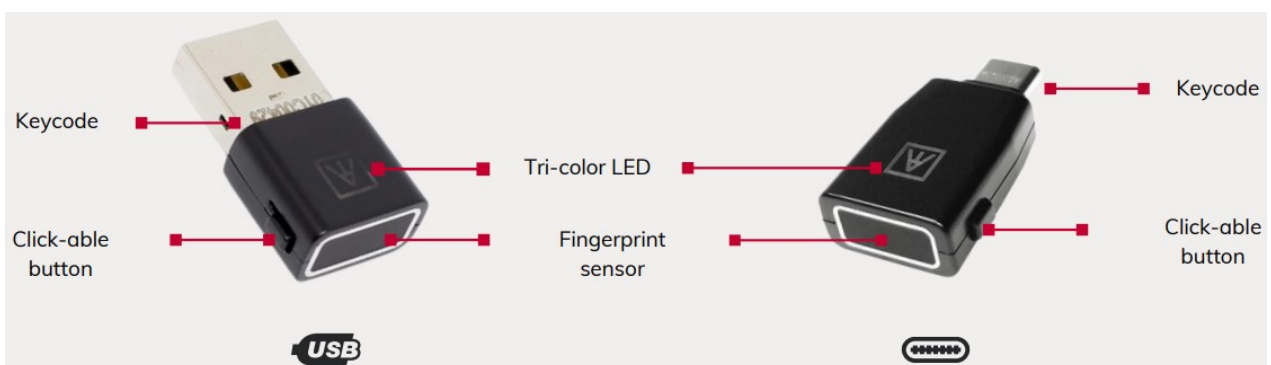 Keycode
Keycode
Tri-color LED
Click-able
button
Fingerprint
sensor
Click-able
button
USB